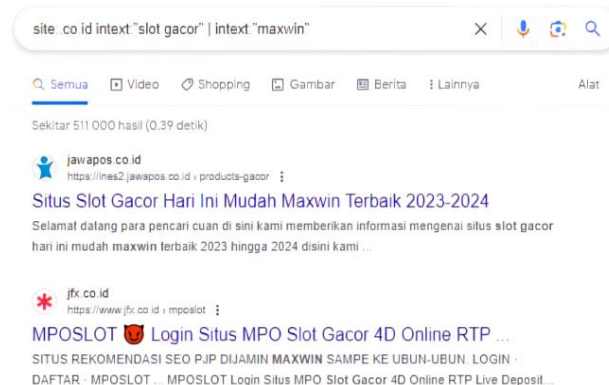 site:.co.id intext:"slot gacor" | intext:"maxwin"
Semua Video Shopping Gambar Berita Lainnya Alat
Sekitar 511.000 hasil (0,39 detik)
jawapos.co.id
https://ines2.jawapos.co.id › products-gacor
Situs Slot Gacor Hari Ini Mudah Maxwin Terbaik 2023-2024
Selamat datang para pencari cuan di sini kami memberikan informasi mengenai situs slot gacor
hari ini mudah maxwin terbaik 2023 hingga 2024 disini kami ...
jfx.co.id
https://www.jfx.co.id › mposlot
MPOSLOT 😈 Login Situs MPO Slot Gacor 4D Online RTP ...
SITUS REKOMENDASI SEO PJP DIJAMIN MAXWIN SAMPE KE UBUN-UBUN. LOGIN ·
DAFTAR · MPOSLOT ... MPOSLOT Login Situs MPO Slot Gacor 4D Online RTP Live Deposit...